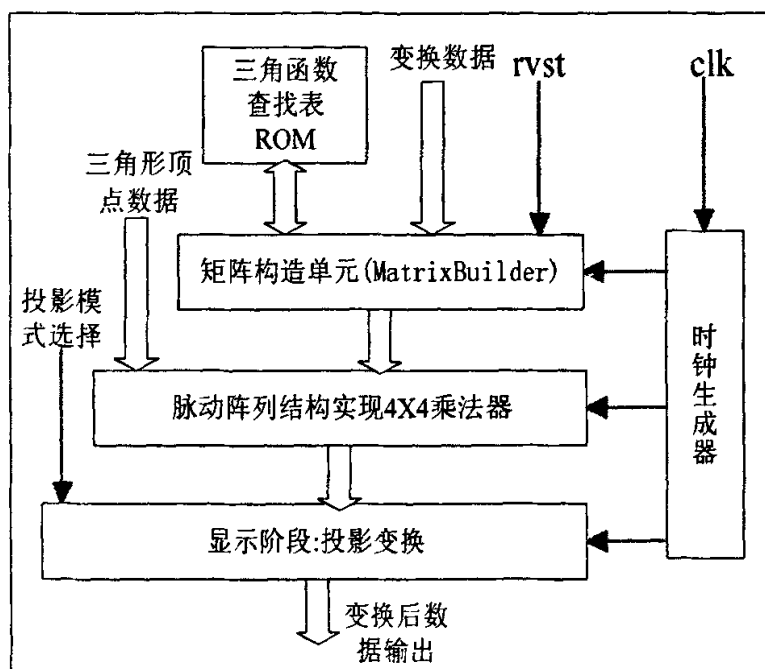 三角函数
查找表
ROM
变换数据
rvst
clk
三角形顶
点数据
矩阵构造单元(MatrixBuilder)
投影模
式选择
脉动阵列结构实现4X4乘法器
时钟生成器
显示阶段:投影变换
变换后数
据输出